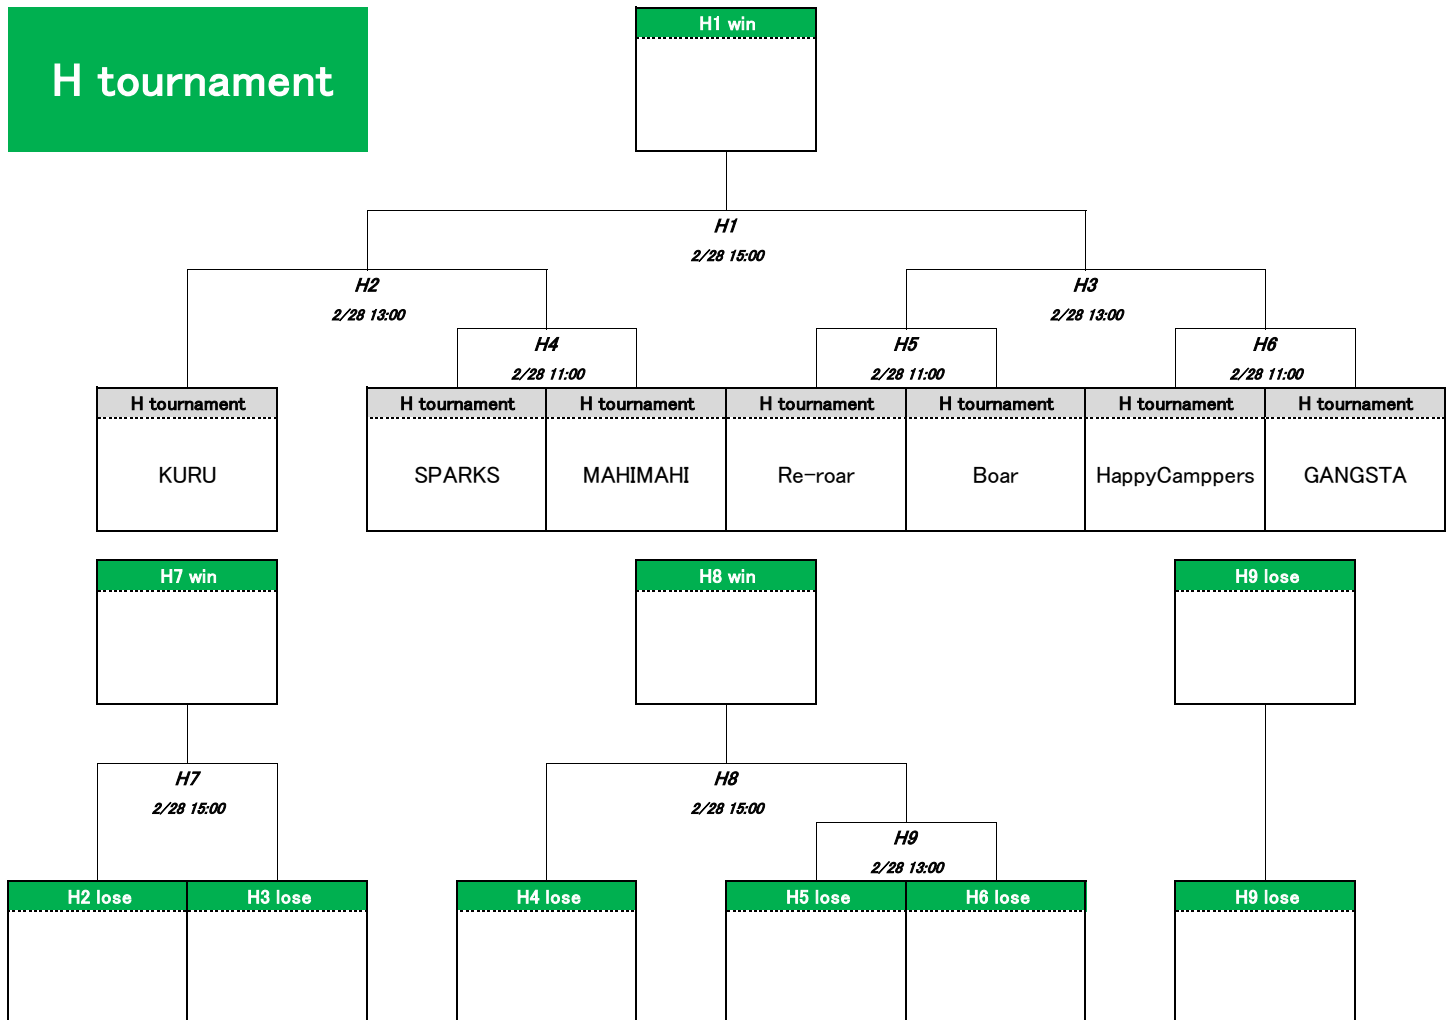 H tournament
H1 win
H1
2/28 15:00
H2
H3
2/28 13:00
2/28 13:00
H4
H5
H6
2/28 11:00
2/28 11:00
2/28 11:00
H tournament
H tournament
H tournament
H tournament
H tournament
H tournament
H tournament
KURU
SPARKS
MAHIMAHI
Re-roar
Boar
HappyCamppers
GANGSTA
H7 win
H8 win
H9 lose
H7
H8
2/28 15:00
2/28 15:00
H9
2/28 13:00
H2 lose
H3 lose
H4 lose
H5 lose
H6 lose
H9 lose